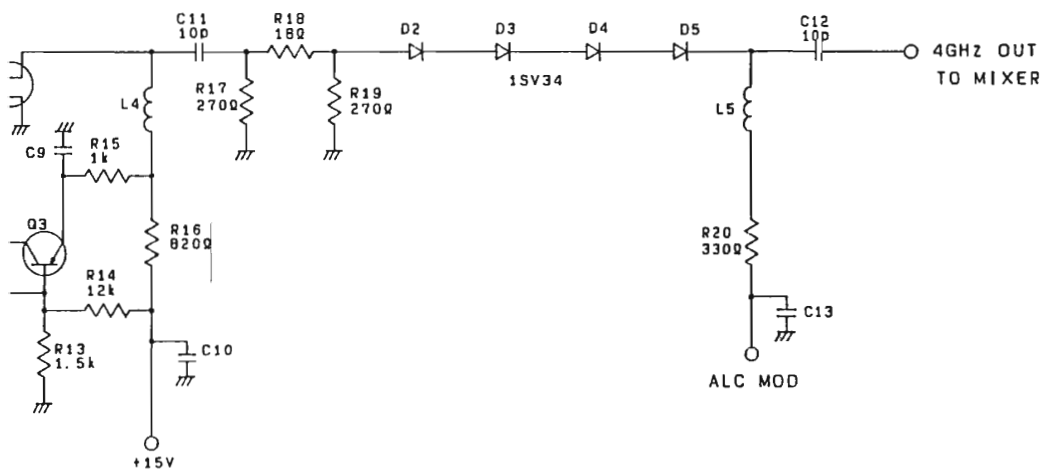 C11
10p
R18
18Ω
D2
D3
D4
D5
C12
10p
4GHz OUT
TO MIXER
1SV34
R17
270Ω
R19
270Ω
L4
L5
C9
R15
1k
Q3
R16
820Ω
R20
330Ω
R14
12k
C13
R13
1.5k
C10
ALC MOD
+15V